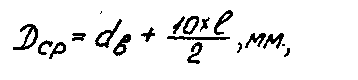 Dср = dв + 10×l/2, мм,